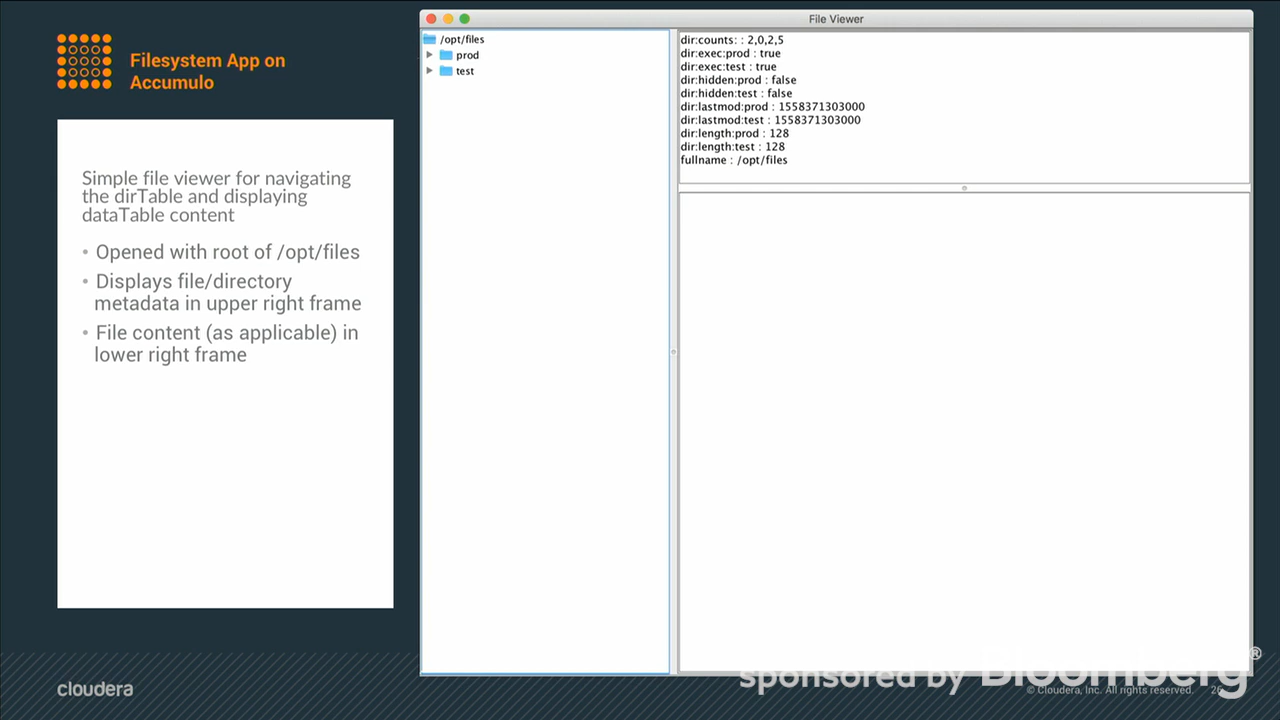 Filesystem App on
Accumulo
Simple file viewer for navigating
the dirTable and displaying
dataTable content
• Opened with root of /opt/files
• Displays file/directory
metadata in upper right frame
• File content (as applicable) in
lower right frame
File Viewer
/opt/files
prod
test
dir:counts: : 2,0,2,5
dir:exec:prod : true
dir:exec:test : true
dir:hidden:prod : false
dir:hidden:test : false
dir:lastmod:prod : 1558371303000
dir:lastmod:test : 1558371303000
dir:length:prod : 128
dir:length:test : 128
fullname : /opt/files
sponsored by Bloomberg®
cloudera
© Cloudera, Inc. All rights reserved. 26